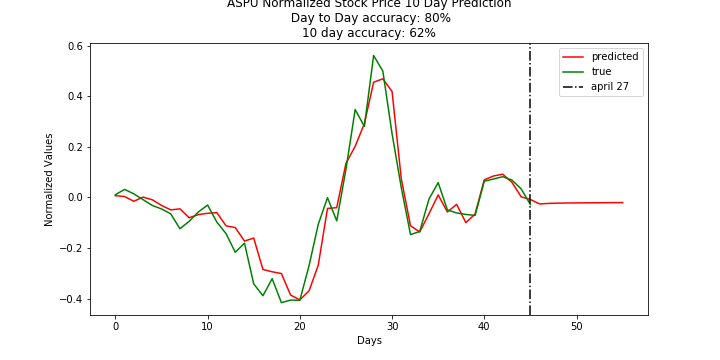 ASPU Normalized Stock Price 10 Day Prediction
Day to Day accuracy: 80%
10 day accuracy: 62%
0.6
0.4
0.2
0.0
−0.2
−0.4
Normalized Values
predicted
true
april 27
0
10
20
30
40
50
Days